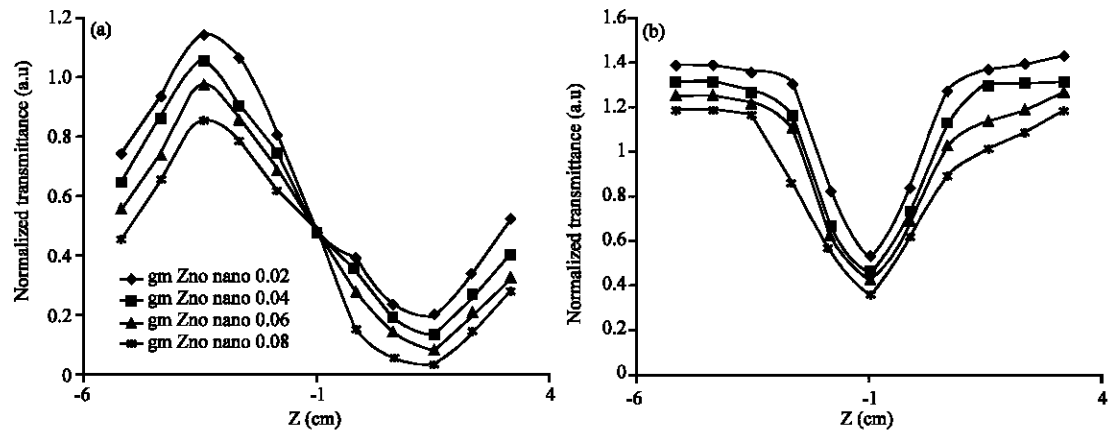 (a)
Normalized transmittance (a.u)
1.2
1.0
0.8
0.6
0.4
0.2
0
gm Zno nano 0.02
gm Zno nano 0.04
gm Zno nano 0.06
gm Zno nano 0.08
-6
-1
4
Z (cm)
(b)
Normalized transmittance (a.u)
1.6
1.4
1.2
1
0.8
0.6
0.4
1.2
0
-6
-1
4
Z (cm)